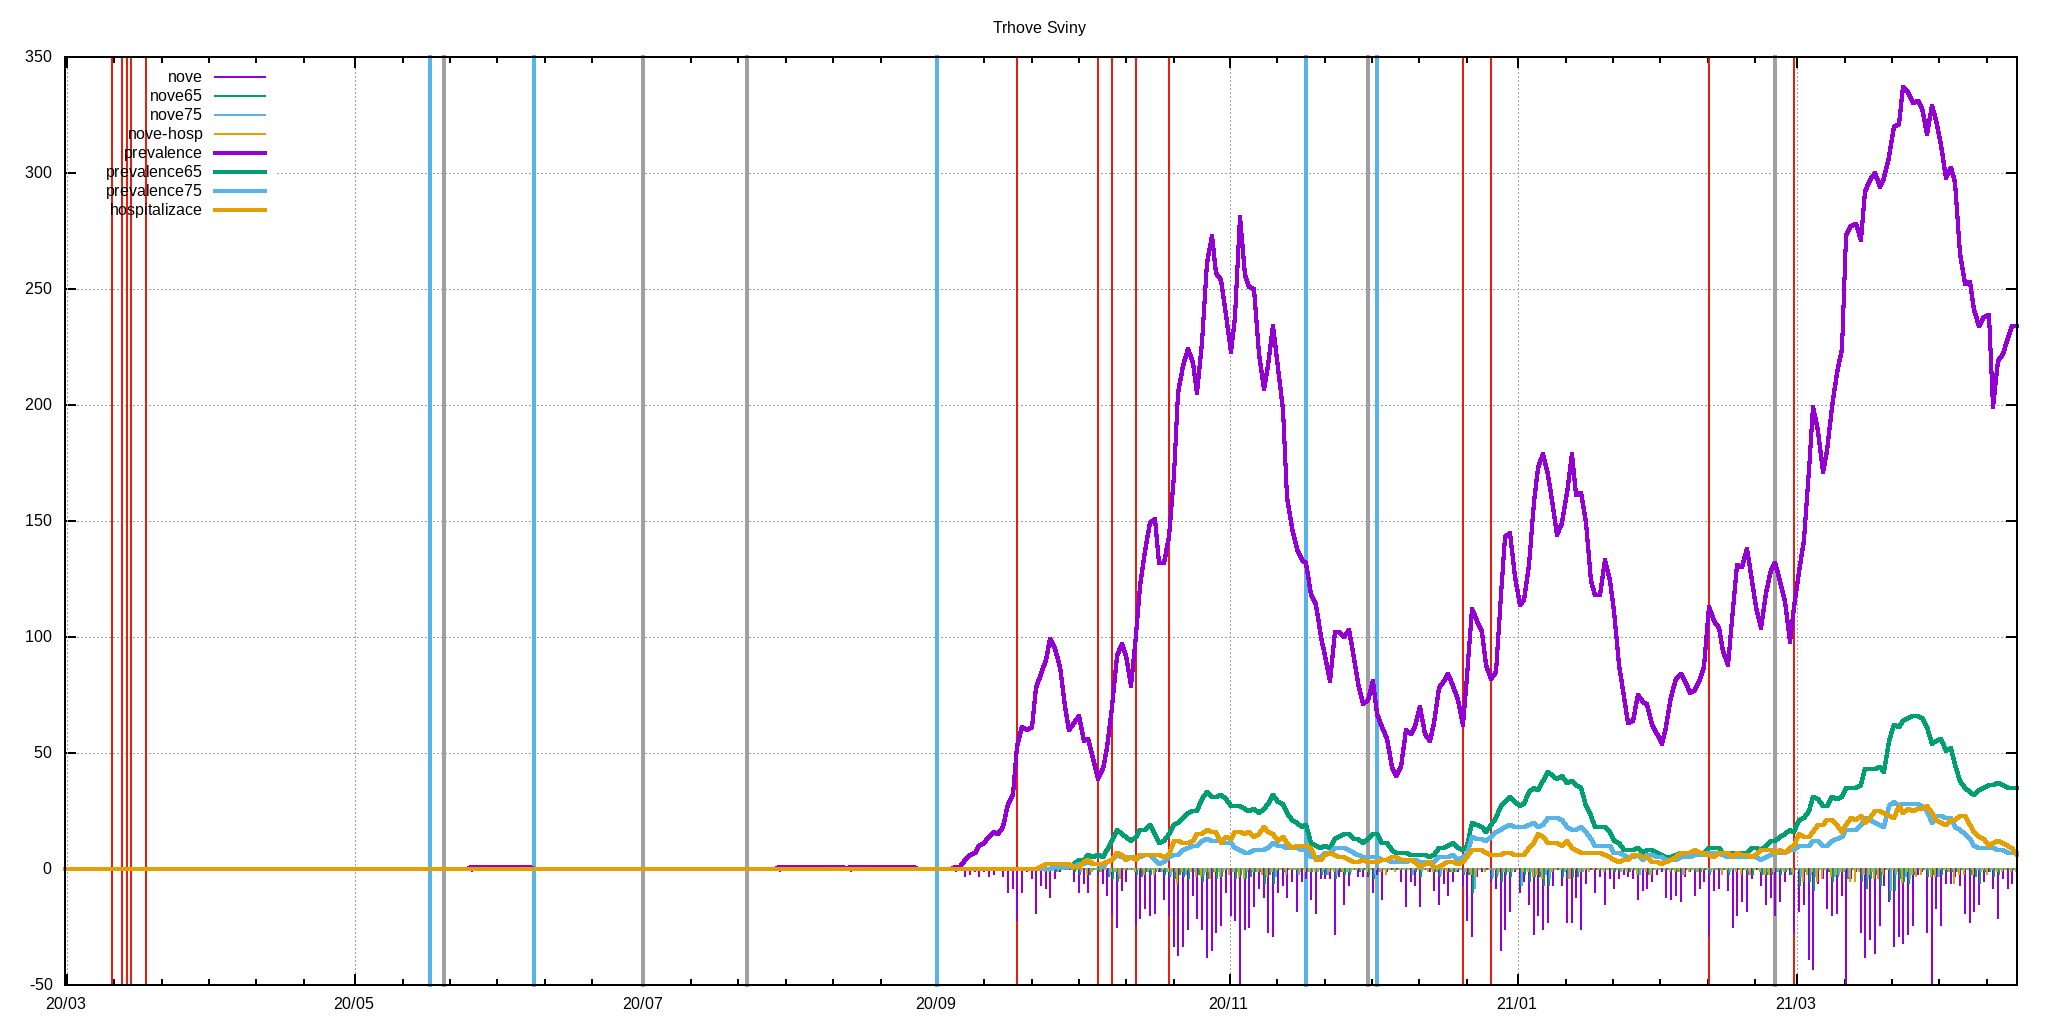 Trhove Sviny
350
300
250
200
150
100
50
0
-50
nove
nove65
nove75
nove-hosp
prevalence
prevalence65
prevalence75
hospitalizace
20/03 20/05 20/07 20/09 20/11 21/01 21/03